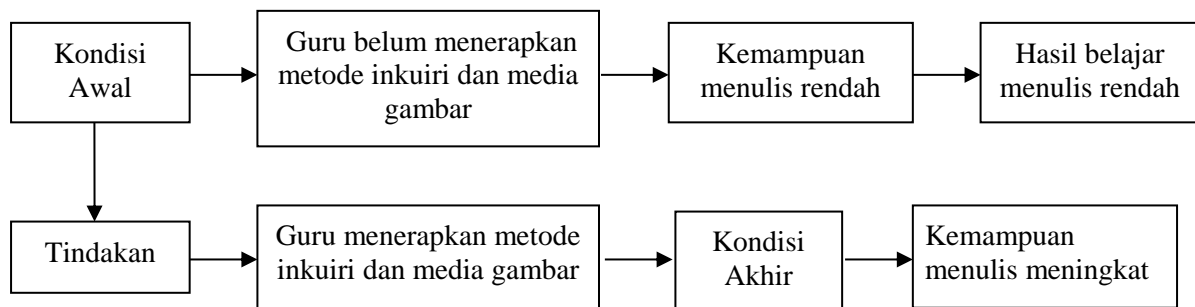 Kondisi
Awal
Guru belum menerapkan
metode inkuiri dan media
gambar
Kemampuan
menulis rendah
Hasil belajar
menulis rendah
Tindakan
Guru menerapkan metode
inkuiri dan media gambar
Kondisi
Akhir
Kemampuan
menulis meningkat